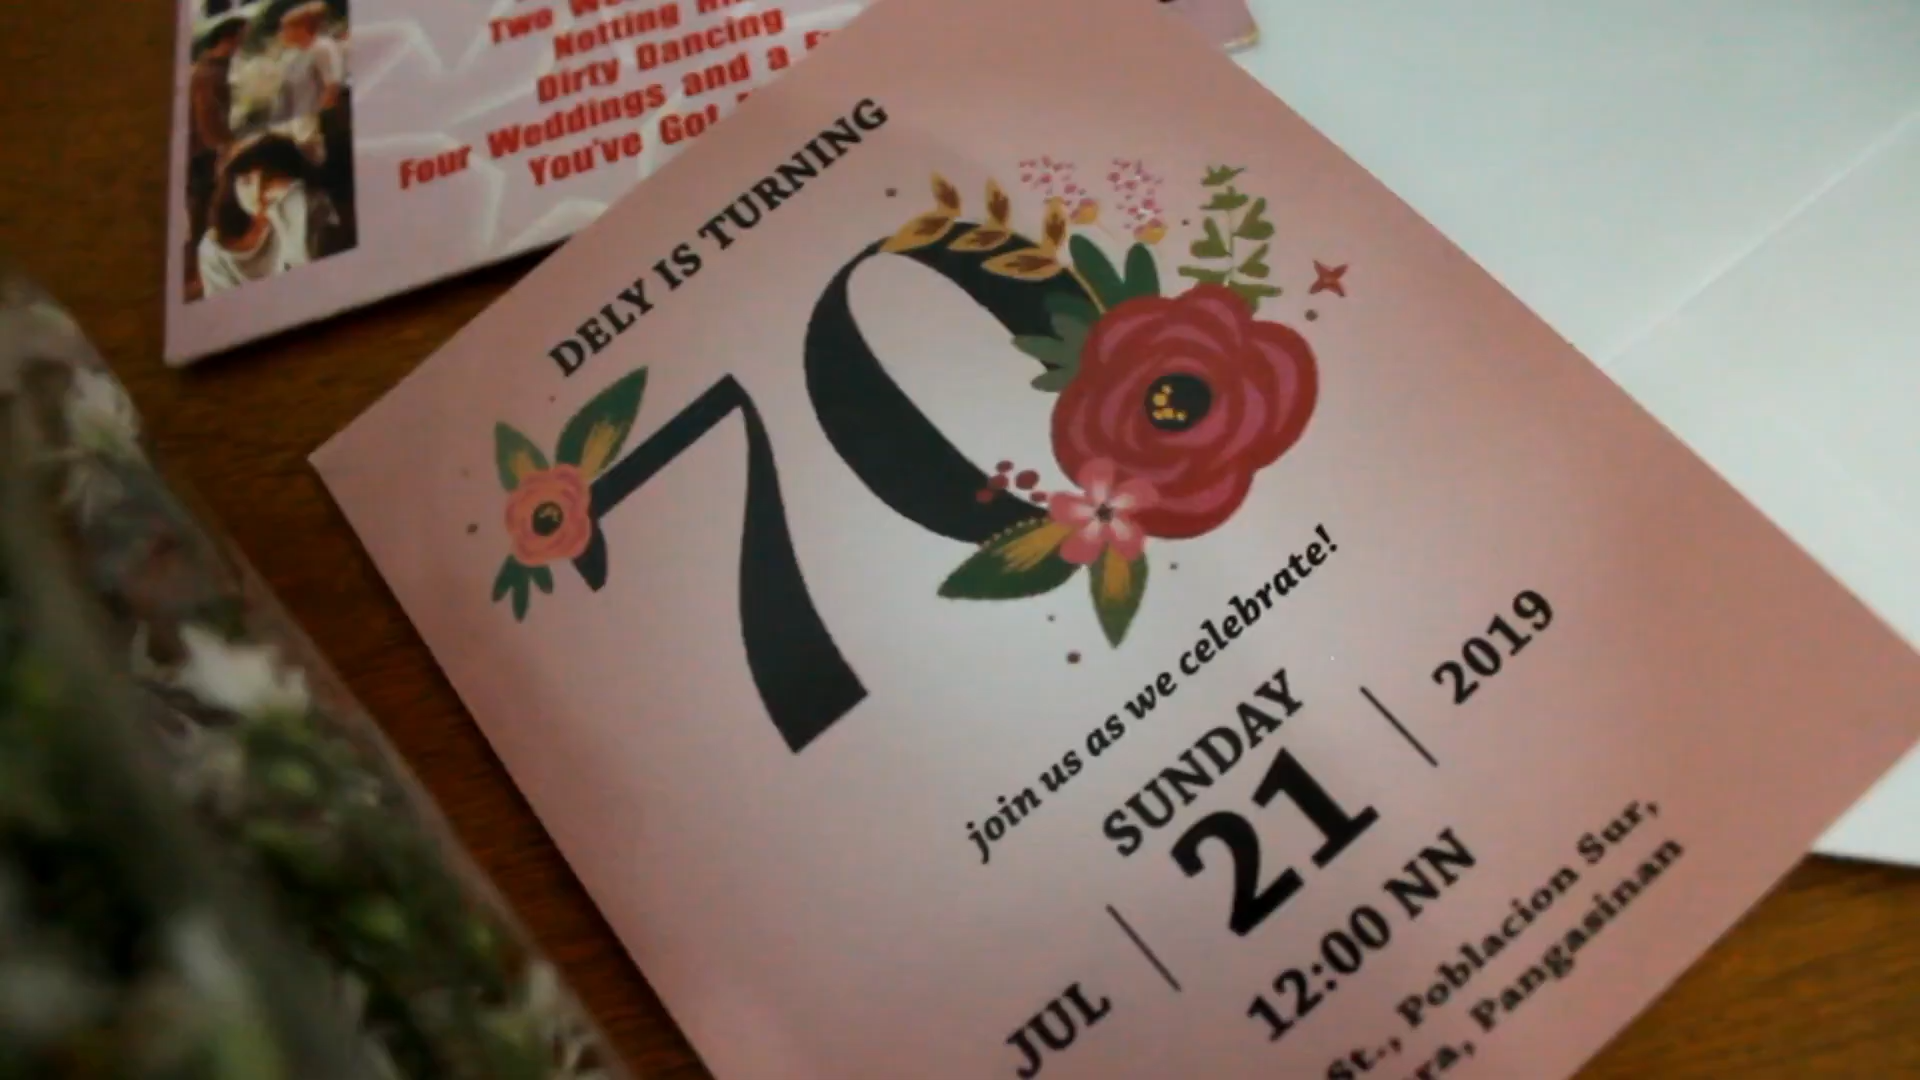 Two
Notting
Dirty Dancing
Four Weddings and a
You've Got
DELY IS TURNING
70
join us as we celebrate!
SUNDAY
JUL | 21 | 2019
12:00 NN
St., Poblacion Sur,
Pangasinan